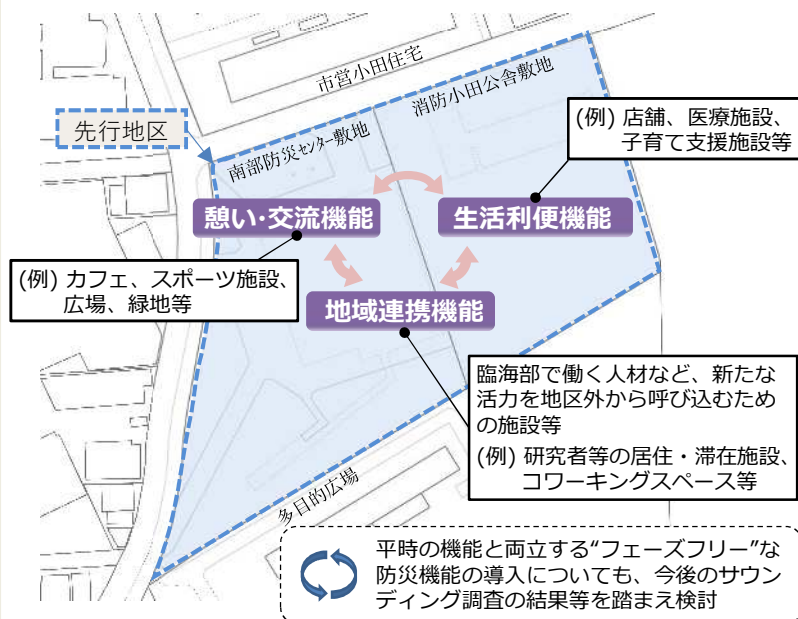 市営小田住宅
消防小田公舎敷地
先行地区
南部防災センター敷地
(例) 店舗、医療施設、
子育て支援施設等
憩い・交流機能
生活利便機能
(例) カフェ、スポーツ施設、
広場、緑地等
地域連携機能
臨海部で働く人材など、新たな
活力を地区外から呼び込むため
の施設等
(例) 研究者等の居住・滞在施設、
コワーキングスペース等
多目的広場
平時の機能と両立する“フェーズフリー”な
防災機能の導入についても、今後のサウン
ディング調査の結果等を踏まえ検討